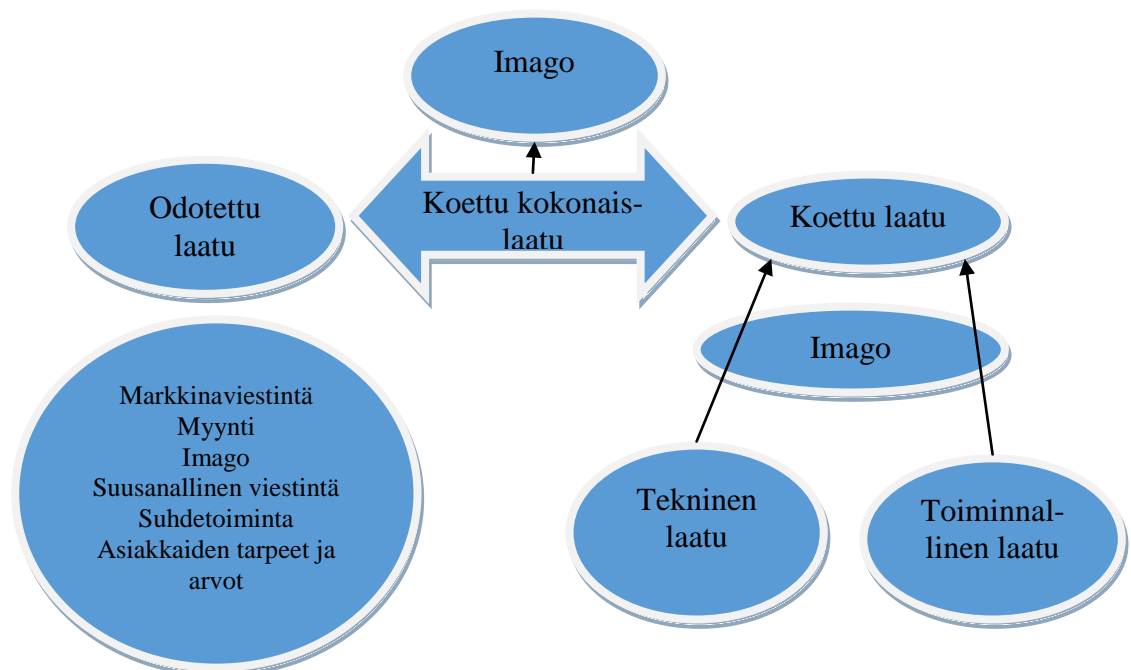 Imago
Odotettu
laatu
Koettu kokonais-
laatu
Koettu laatu
Imago
Markkinaviestintä
Myynti
Imago
Suusanallinen viestintä
Suhdetoiminta
Asiakkaiden tarpeet ja
arvot
Tekninen
laatu
Toiminnal-
linen laatu